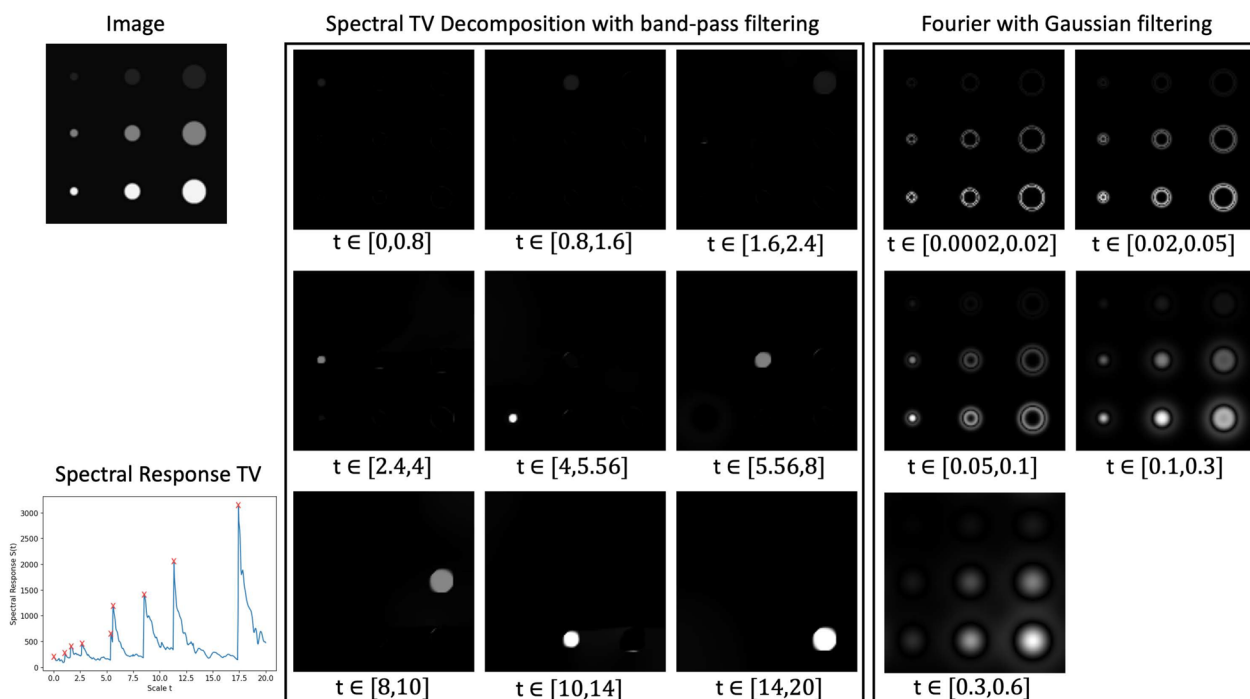 Image
Spectral TV Decomposition with band-pass filtering
Fourier with Gaussian filtering
t ∈ [0,0.8]
t ∈ [0.8,1.6]
t ∈ [1.6,2.4]
t ∈ [0.0002,0.02]
t ∈ [0.02,0.05]
t ∈ [2.4,4]
t ∈ [4,5.56]
t ∈ [5.56,8]
t ∈ [0.05,0.1]
t ∈ [0.1,0.3]
Spectral Response TV
Spectral Response S(t)
3000
2500
2000
1500
1000
500
0
0.0 2.5 5.0 7.5 10.0 12.5 15.0 17.5 20.0
Scale t
t ∈ [8,10]
t ∈ [10,14]
t ∈ [14,20]
t ∈ [0.3,0.6]